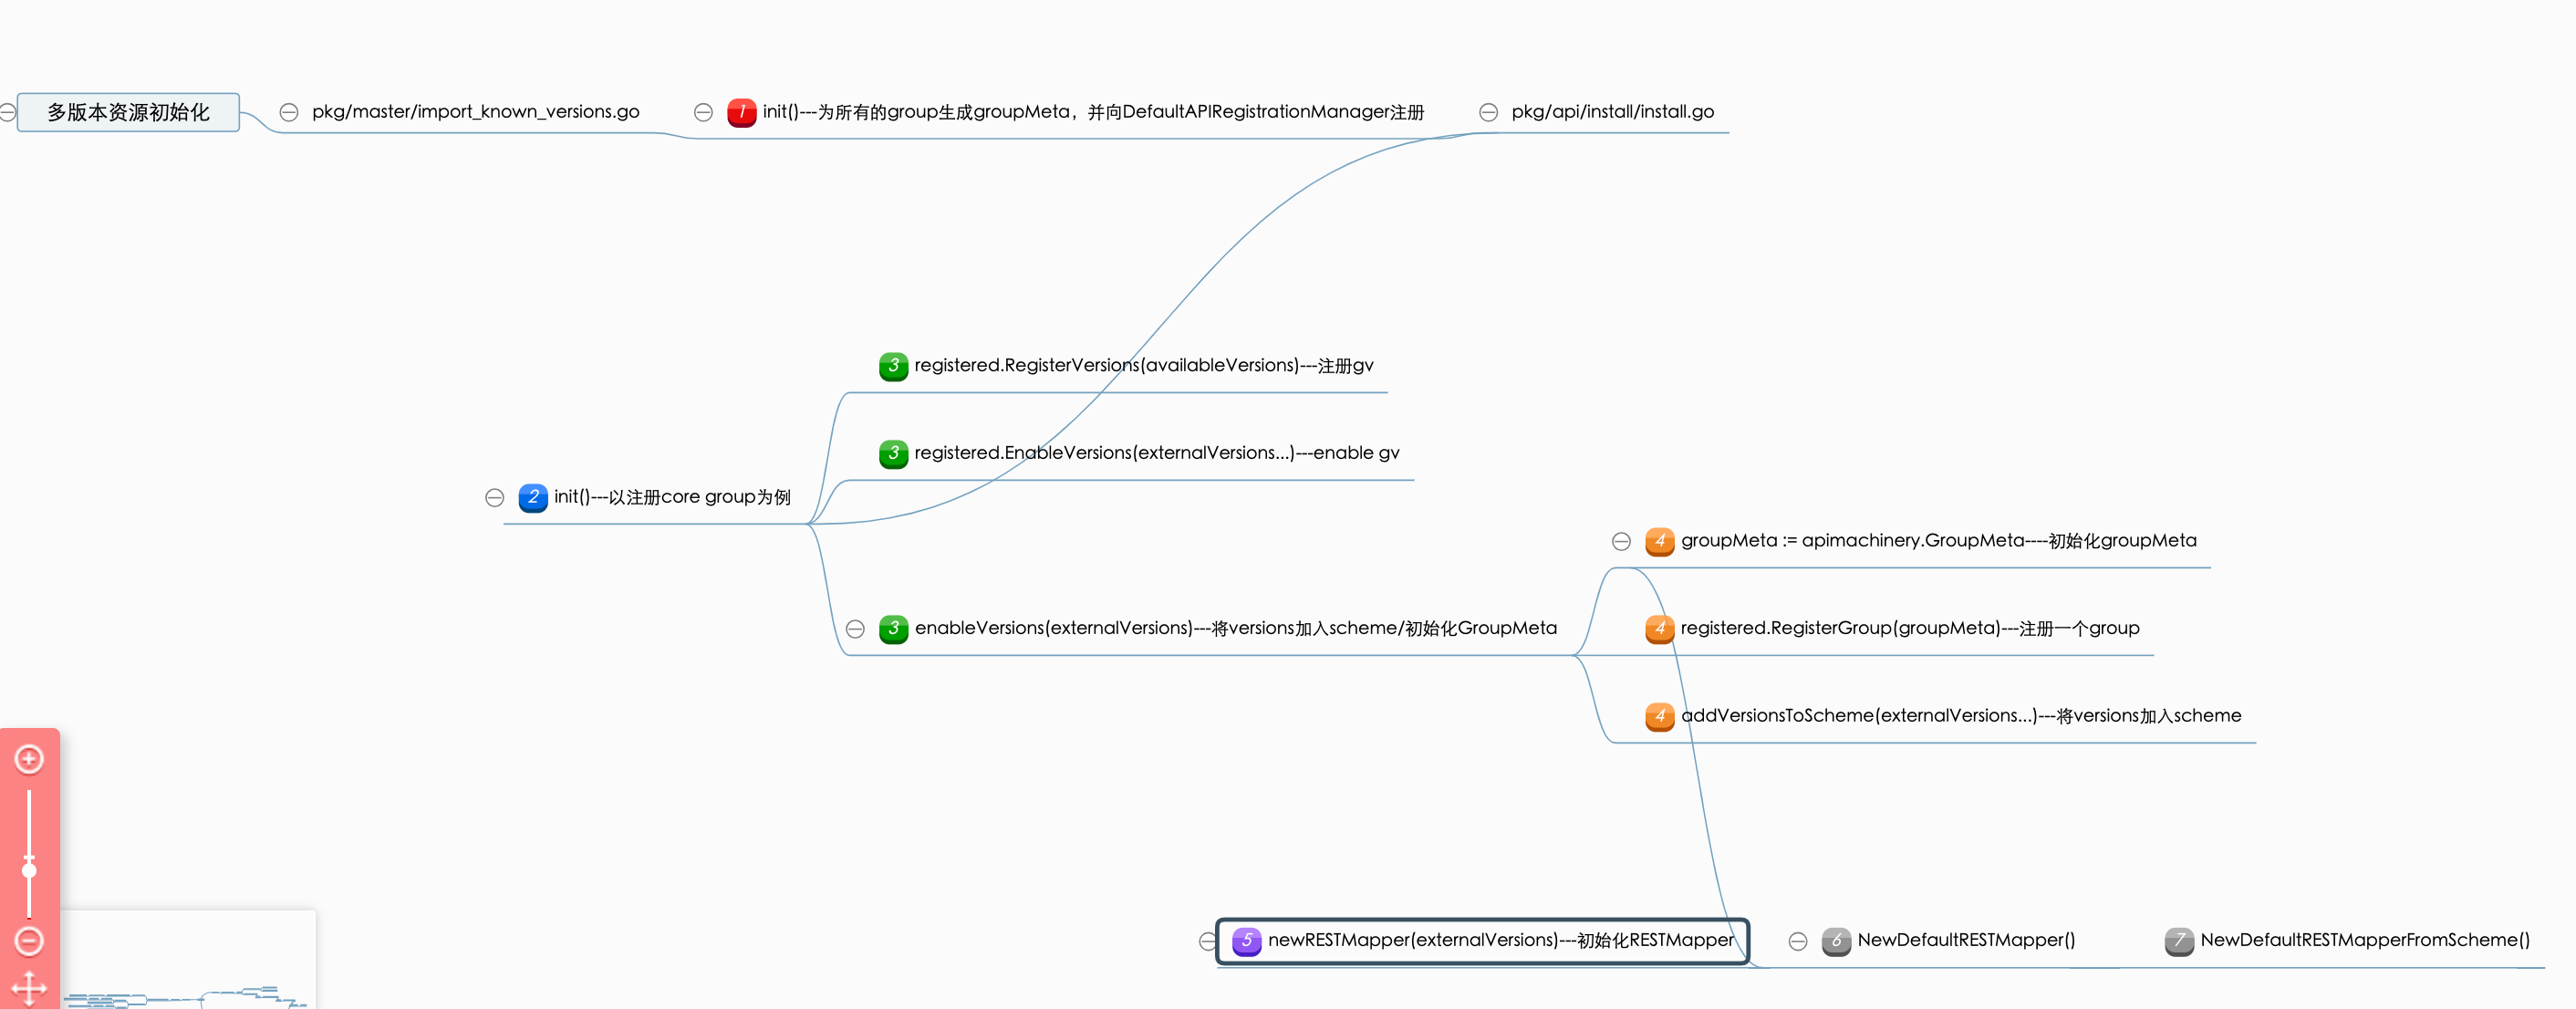 多版本资源初始化
pkg/master/import_known_versions.go
1 init()---为所有的group生成groupMeta，并向DefaultAPIRegistrationManager注册
pkg/api/install/install.go
3 registered.RegisterVersions(availableVersions)---注册gv
3 registered.EnableVersions(externalVersions...)---enable gv
2 init()---以注册core group为例
4 groupMeta := apimachinery.GroupMeta----初始化groupMeta
3 enableVersions(externalVersions)---将versions加入scheme/初始化GroupMeta
4 registered.RegisterGroup(groupMeta)---注册一个group
4 addVersionsToScheme(externalVersions...)---将versions加入scheme
5 newRESTMapper(externalVersions)---初始化RESTMapper
6 NewDefaultRESTMapper()
7 NewDefaultRESTMapperFromScheme()